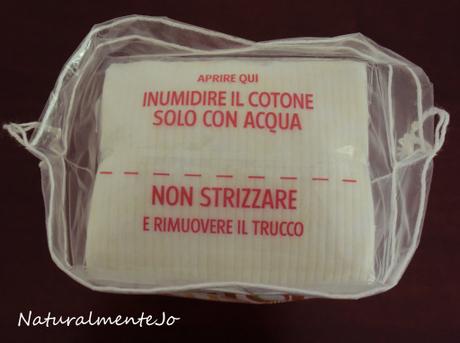 APRIRE QUI
INUMIDIRE IL COTONE
SOLO CON ACQUA
NON STRIZZARE
E RIMUOVERE IL TRUCCO
NaturalmenteJo